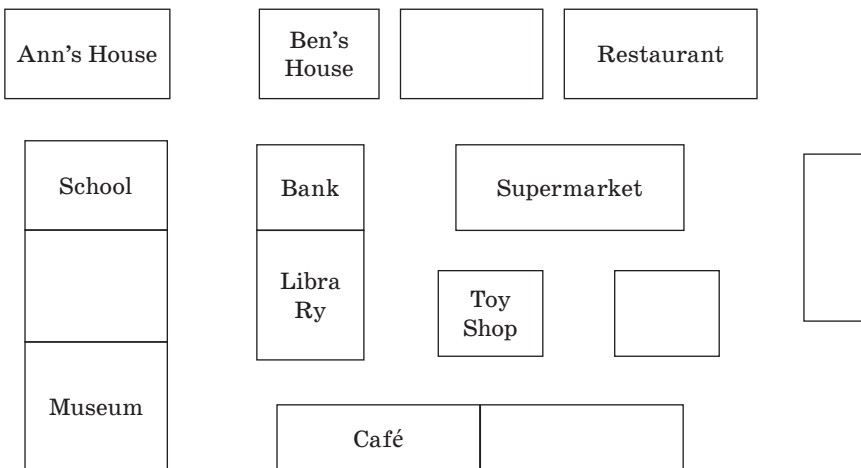 Ann's House
Ben's
House
Restaurant
School
Bank
Supermarket
Libra
Ry
Toy
Shop
Museum
Café